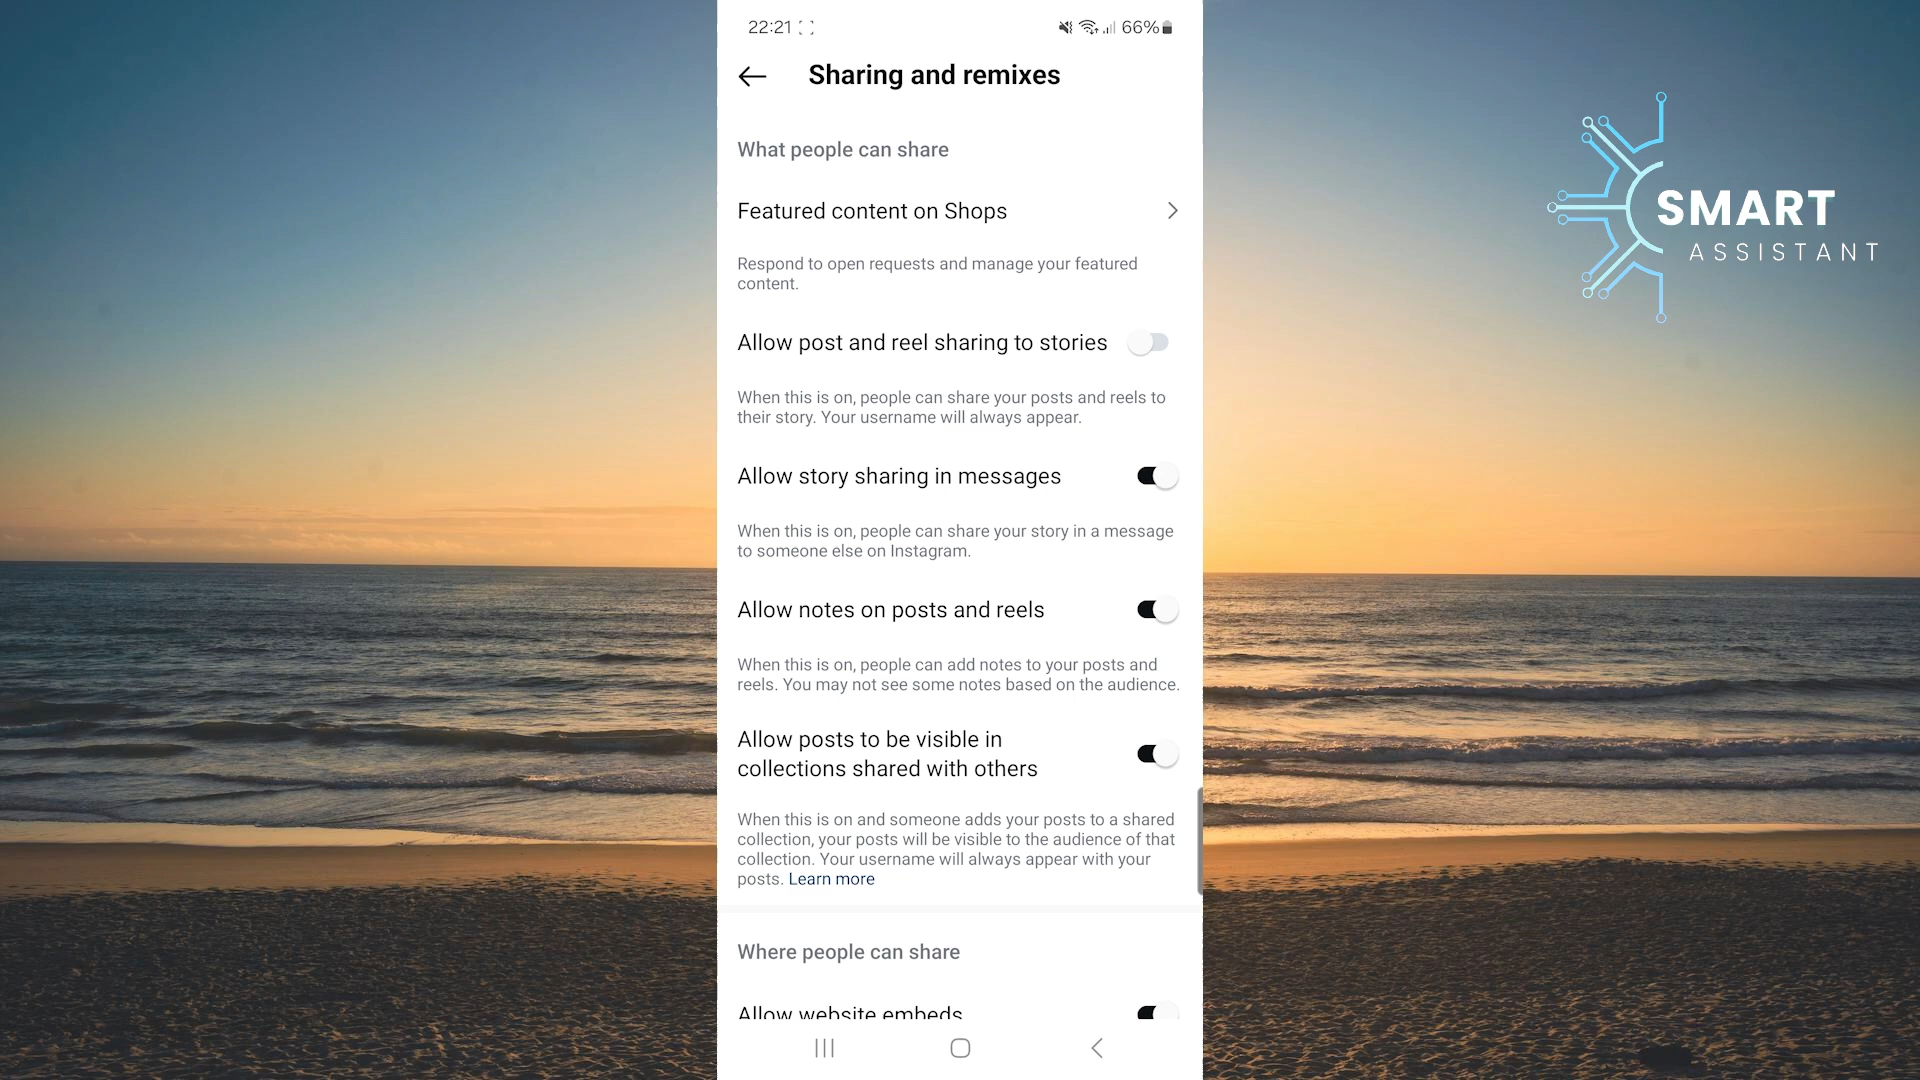 22:21
66%
Sharing and remixes
What people can share
Featured content on Shops
Respond to open requests and manage your featured
content.
Allow post and reel sharing to stories
When this is on, people can share your posts and reels to
their story. Your username will always appear.
Allow story sharing in messages
When this is on, people can share your story in a message
to someone else on Instagram.
Allow notes on posts and reels
When this is on, people can add notes to your posts and
reels. You may not see some notes based on the audience.
Allow posts to be visible in
collections shared with others
When this is on and someone adds your posts to a shared
collection, your posts will be visible to the audience of that
collection. Your username will always appear with your
posts. Learn more
Where people can share
Allow website embeds
SMART
ASSISTANT